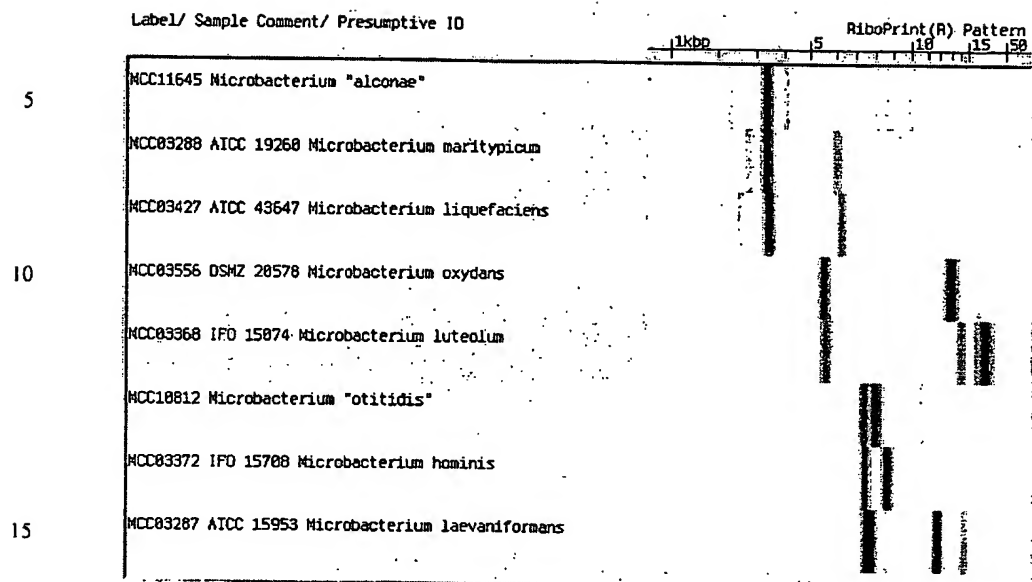 Label/ Sample Comment/ Presumptive ID RiboPrint(R) Pattern
1kbp 5 10 15 50
MCC11645 Microbacterium "alconae"
5
MCC03288 ATCC 19260 Microbacterium maritypicum
MCC03427 ATCC 43647 Microbacterium liquefaciens
10 MCC03556 DSMZ 20578 Microbacterium oxydans
MCC03368 IFO 15074 Microbacterium luteolum
MCC10812 Microbacterium "otitidis"
MCC03372 IFO 15708 Microbacterium hominis
15 MCC03287 ATCC 15953 Microbacterium laevaniformans